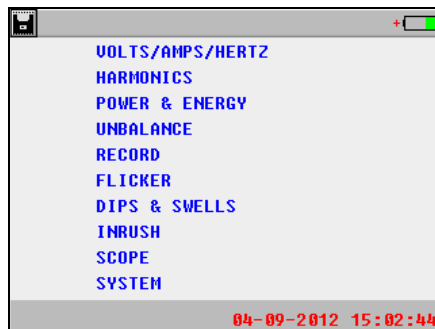 +
VOLTS/AMPS/HERTZ
HARMONICS
POWER & ENERGY
UNBALANCE
RECORD
FLICKER
DIPS & SWELLS
INRUSH
SCOPE
SYSTEM
04-09-2012 15:02:44